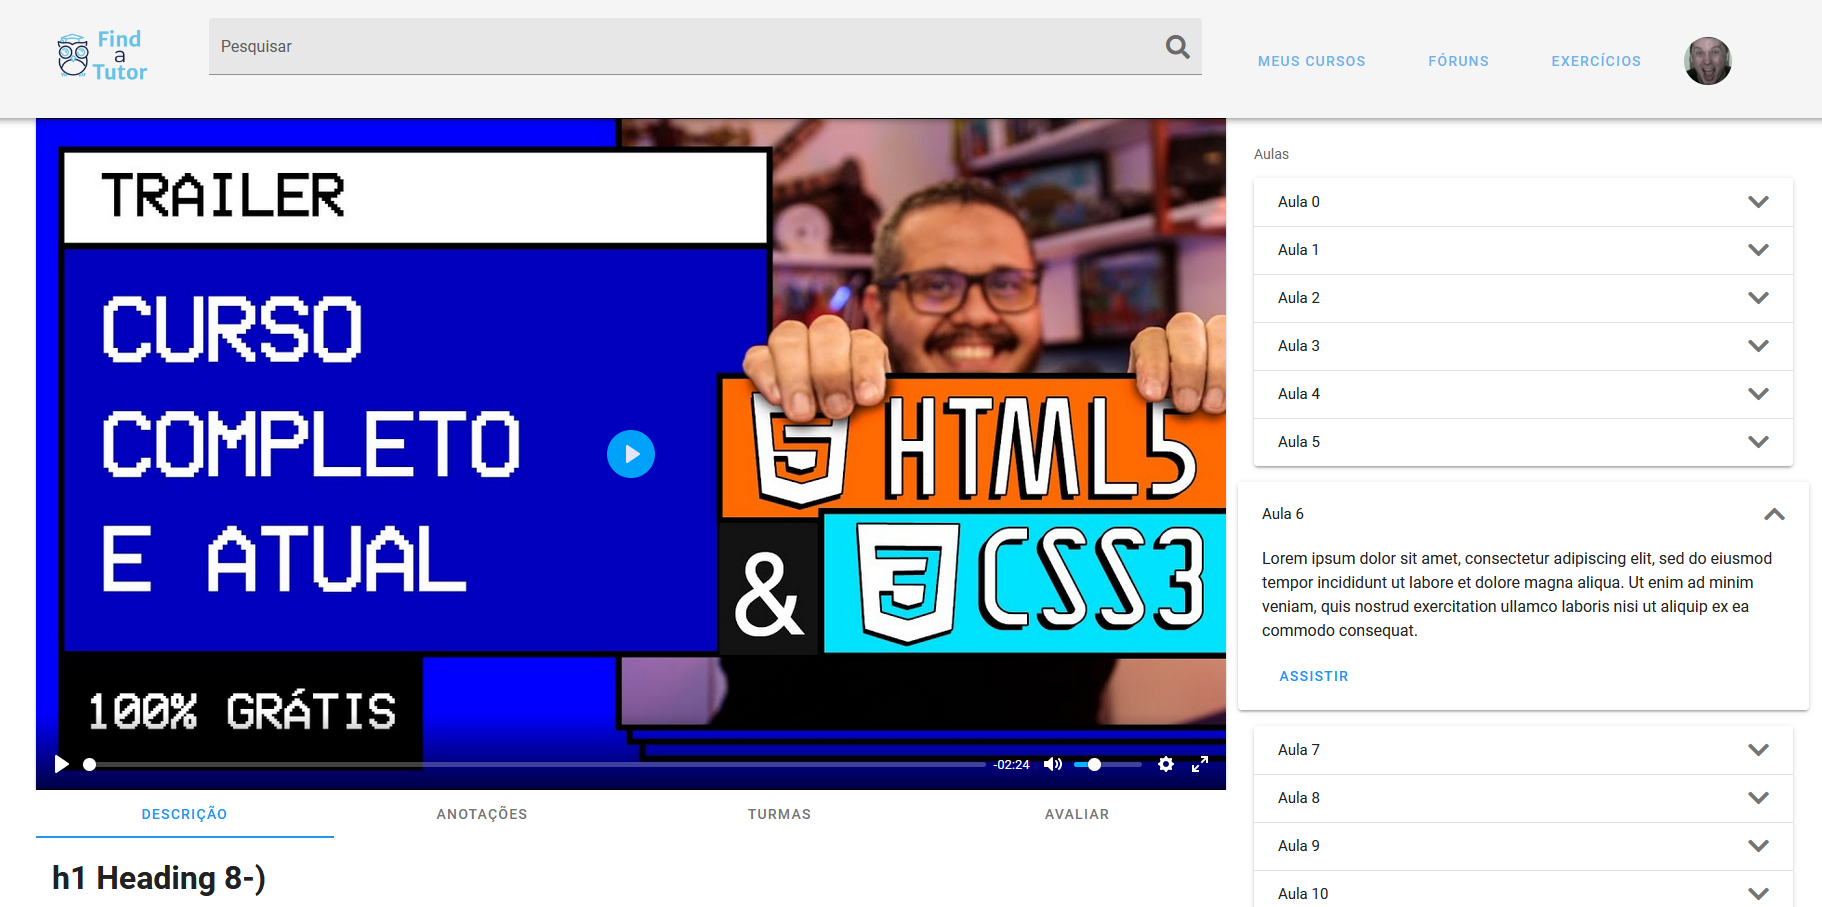 Find
a
Tutor
Pesquisar
MEUS CURSOS
FÓRUNS
EXERCÍCIOS
TRAILER
CURSO
COMPLETO
E ATUAL
HTML5
& CSS3
100% GRÁTIS
-02:24
DESCRIÇÃO
ANOTAÇÕES
TURMAS
AVALIAR
h1 Heading 8-)
Aulas
Aula 0
Aula 1
Aula 2
Aula 3
Aula 4
Aula 5
Aula 6
Lorem ipsum dolor sit amet, consectetur adipiscing elit, sed do eiusmod
tempor incididunt ut labore et dolore magna aliqua. Ut enim ad minim
veniam, quis nostrud exercitation ullamco laboris nisi ut aliquip ex ea
commodo consequat.
ASSISTIR
Aula 7
Aula 8
Aula 9
Aula 10